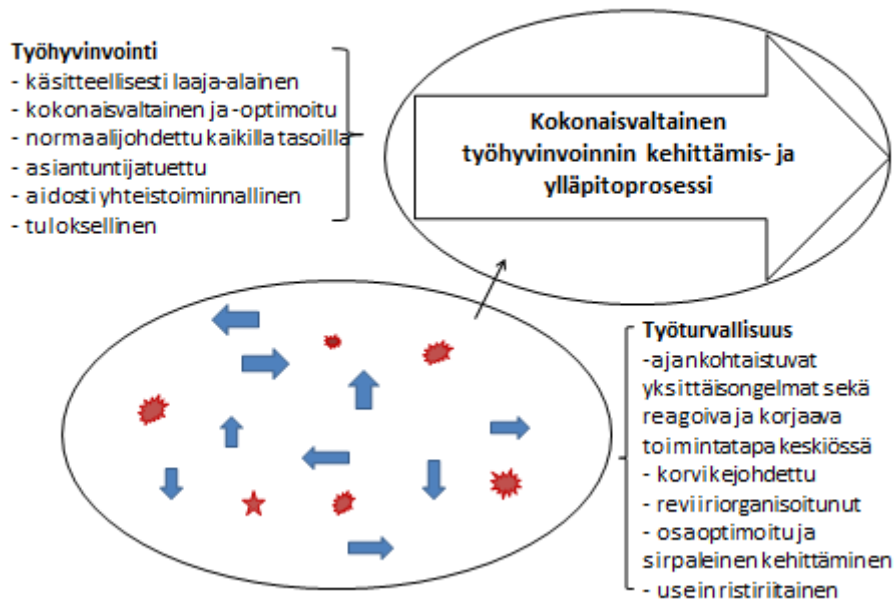 Työhyvinvointi
- käsitteellisesti laaja-alainen
- kokonaisvaltainen ja -optimoitu
- normaalijohdettu kaikilla tasoilla
- asiantuntijatuettu
- aidosti yhteistoiminnallinen
- tuloksellinen
Kokonaisvaltainen
työhyvinvoinnin kehittämis- ja
ylläpitoprosessi
Työturvallisuus
-ajankohtaistuvat
yksittäisongelmat sekä
reagoiva ja korjaava
toimintatapa keskiössä
- korvikejohdettu
- reviiriorganisoitunut
- osaoptimoitu ja
sirpaleinen kehittäminen
- usein ristiriitainen